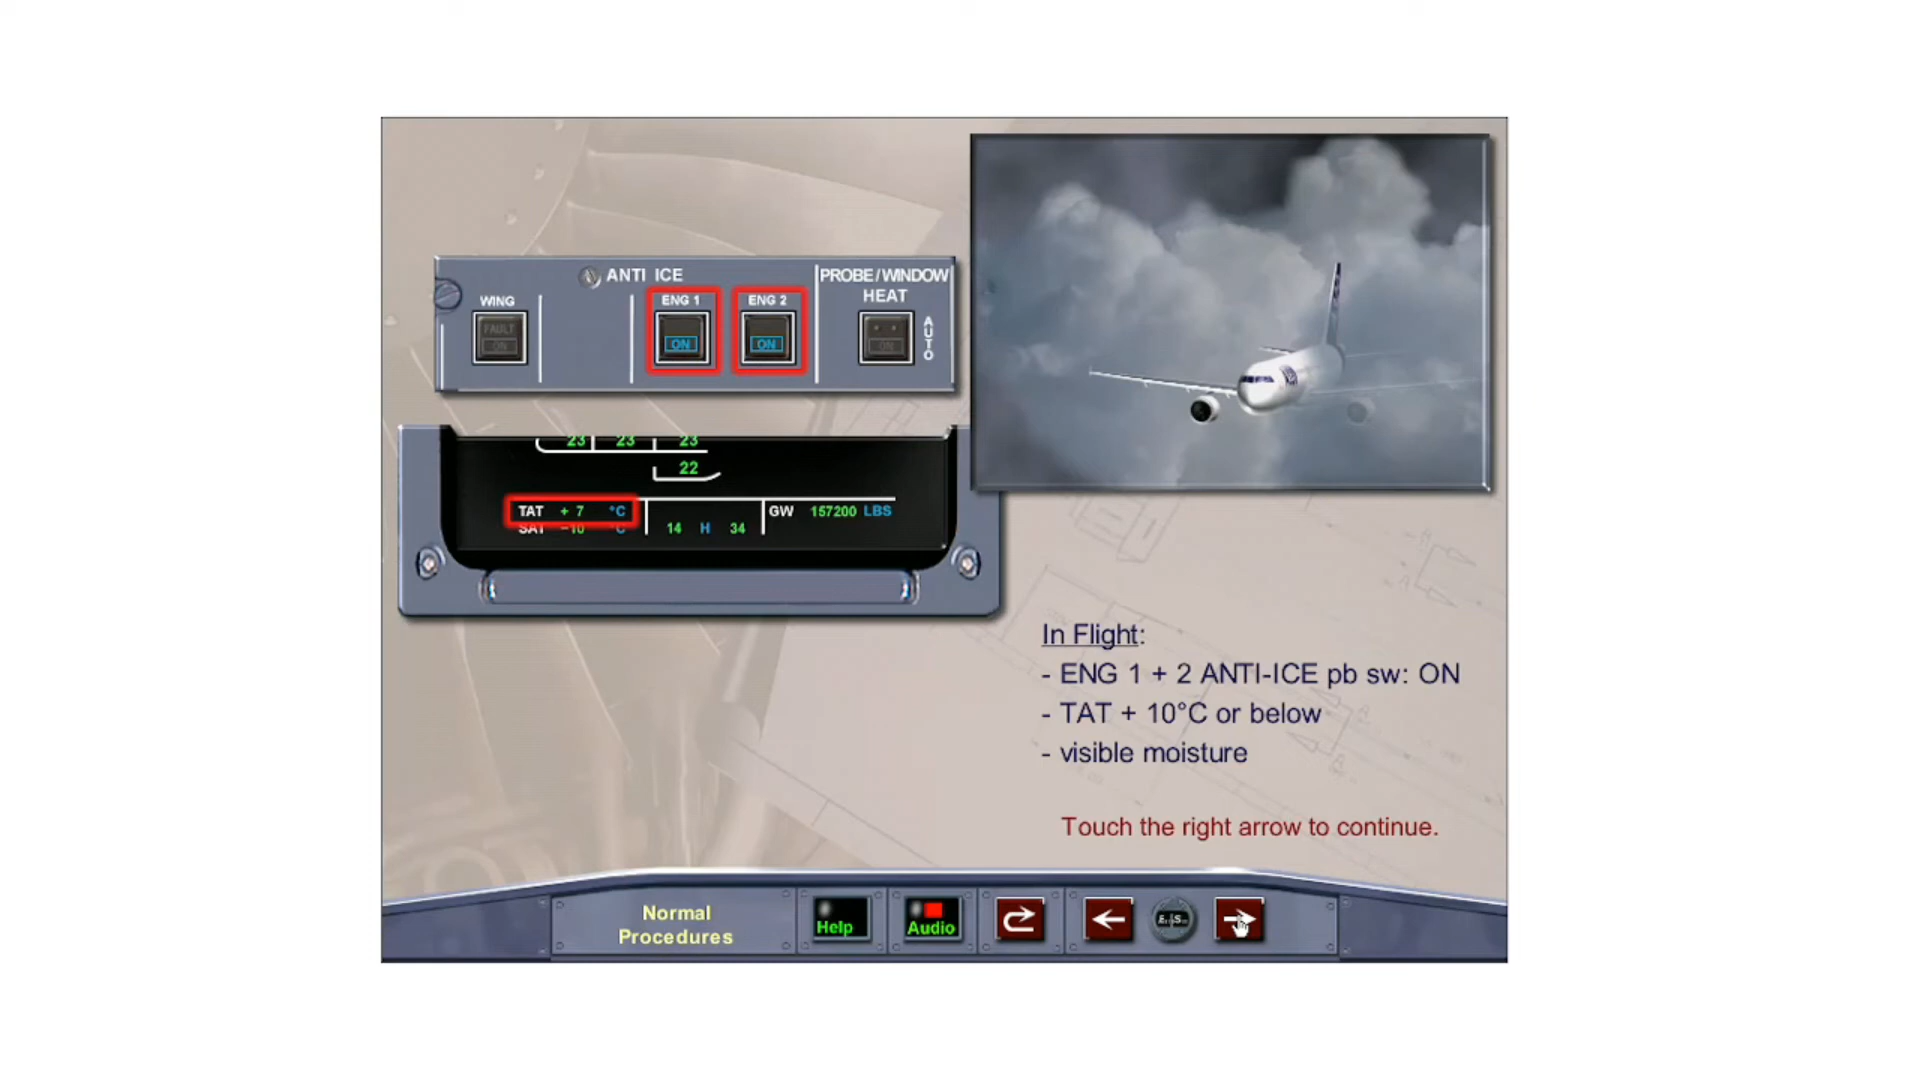 ANTI ICE
PROBE/WINDOW
HEAT
WING
ENG 1
ENG 2
FAULT
ON
ON
ON
ON
AUTO
23 23 23
22
TAT + 7 °C
GW 157200 LBS
SAT -10 °C
14 H 34
In Flight:
- ENG 1 + 2 ANTI-ICE pb sw: ON
- TAT + 10°C or below
- visible moisture
Touch the right arrow to continue.
Normal
Procedures
Help
Audio